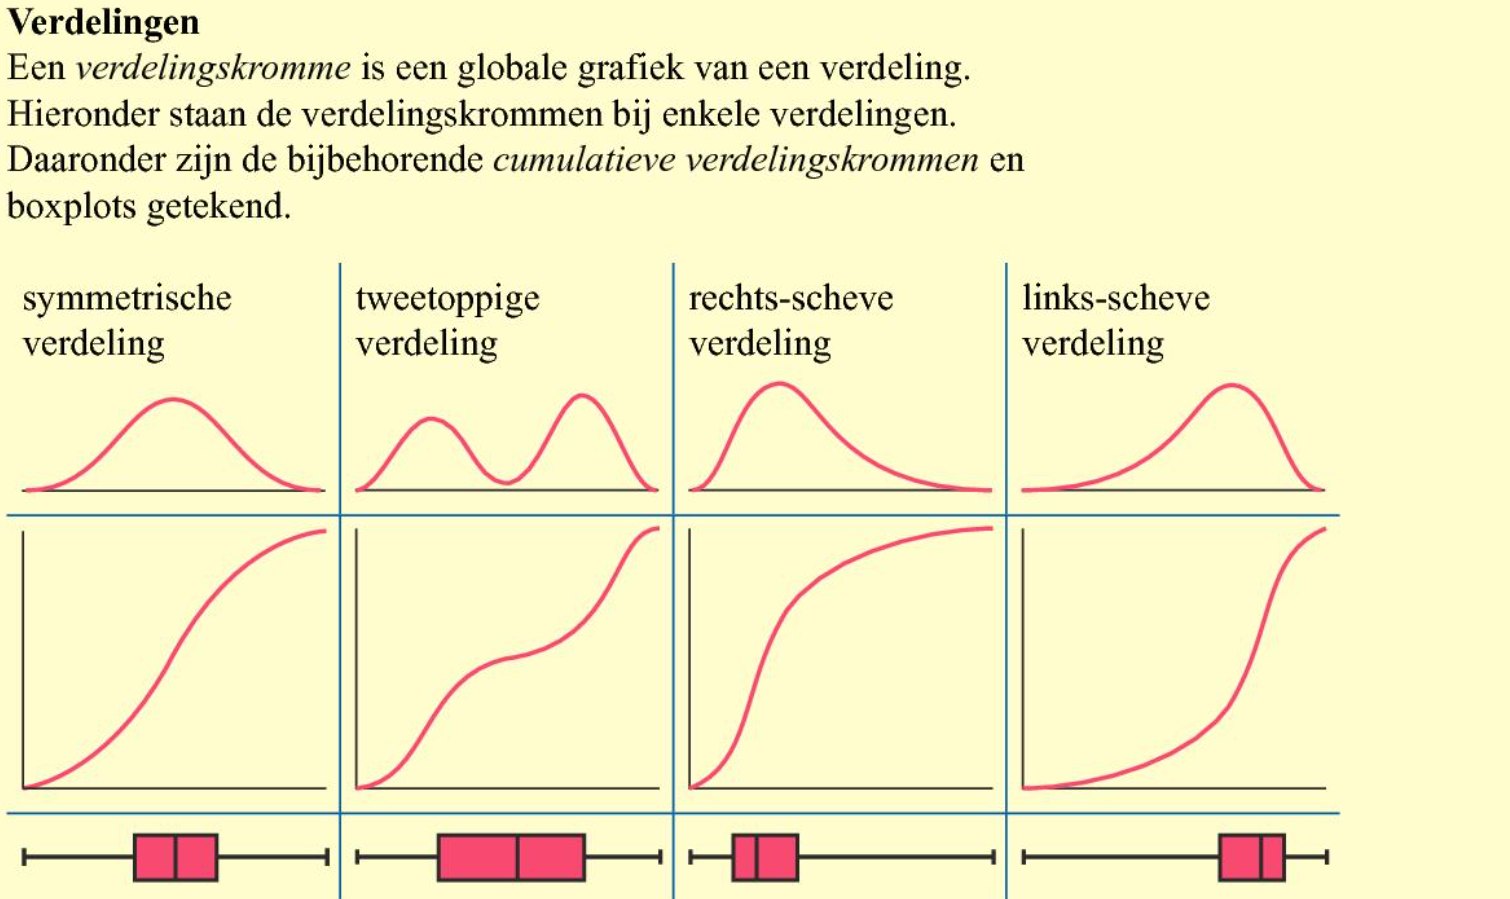 Verdelingen
Een verdelingskromme is een globale grafiek van een verdeling.
Hieronder staan de verdelingskrommen bij enkele verdelingen.
Daaronder zijn de bijbehorende cumulatieve verdelingskrommen en
boxplots getekend.
symmetrische
verdeling
tweetoppige
verdeling
rechts-scheve
verdeling
links-scheve
verdeling